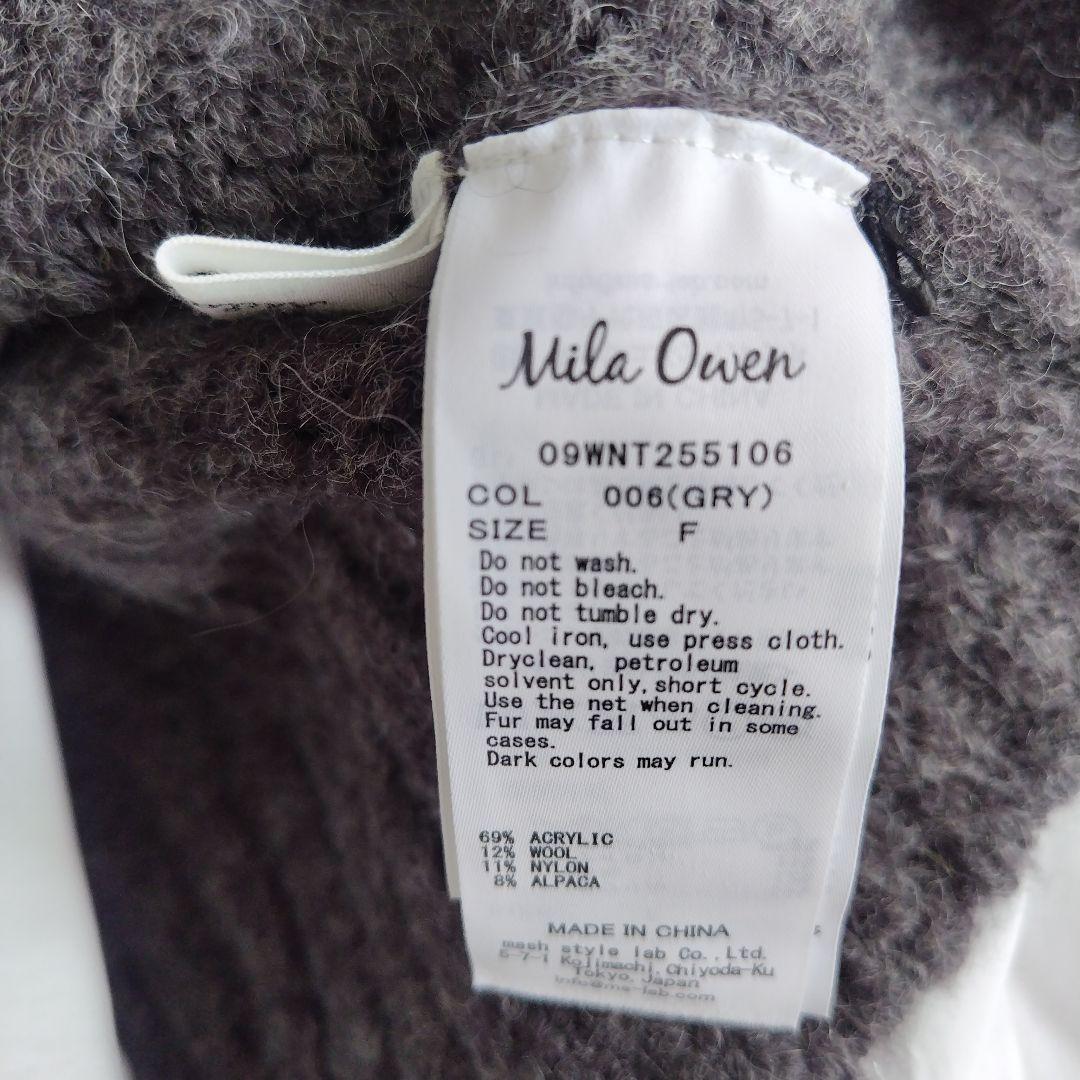 Mila Owen
09WNT255106
COL 006(GRY)
SIZE F
Do not wash.
Do not bleach.
Do not tumble dry.
Cool iron, use press cloth.
Dryclean, petroleum
solvent only,short cycle.
Use the net when cleaning.
Fur may fall out in some
cases.
Dark colors may run.
69% ACRYLIC
12% WOOL
11% NYLON
8% ALPACA
MADE IN CHINA
mash style lab Co.,Ltd.
5-7-1 Kojimachi,Chiyoda-Ku
Tokyo,Japan
info@ms-lab.com